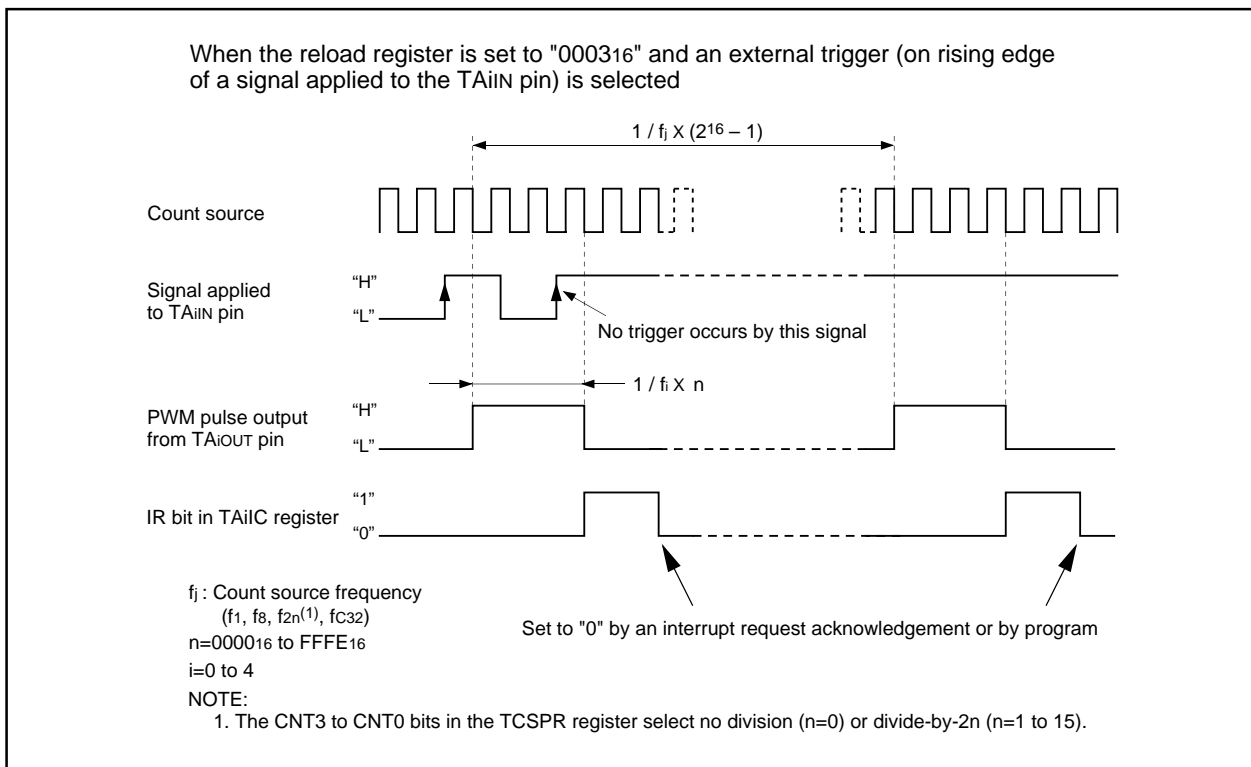 When the reload register is set to "000316" and an external trigger (on rising edge
of a signal applied to the TAiIN pin) is selected
1 / fj X (216 – 1)
Count source
Signal applied
to TAiIN pin
“H”
“L”
No trigger occurs by this signal
1 / fi X n
PWM pulse output
from TAiOUT pin
“H”
“L”
IR bit in TAiIC register
“1”
“0”
fj : Count source frequency
(f1, f8, f2n(1), fC32)
n=000016 to FFFE16
i=0 to 4
Set to "0" by an interrupt request acknowledgement or by program
NOTE:
1. The CNT3 to CNT0 bits in the TCSPR register select no division (n=0) or divide-by-2n (n=1 to 15).